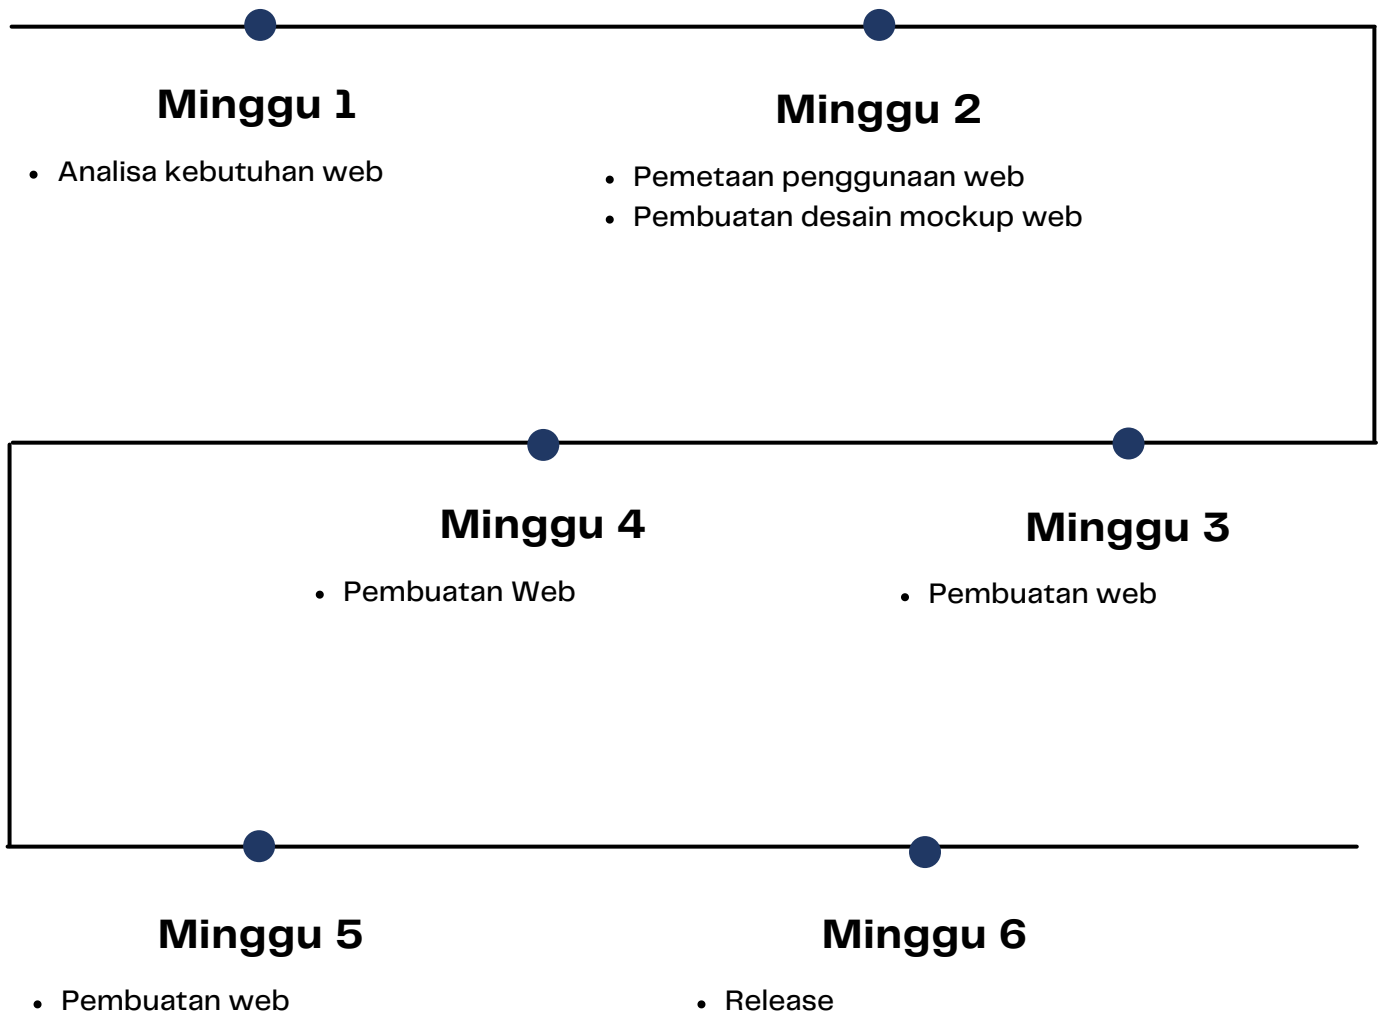 Minggu 1
• Analisa kebutuhan web
Minggu 2
• Pemetaan penggunaan web
• Pembuatan desain mockup web
Minggu 3
• Pembuatan web
Minggu 4
• Pembuatan Web
Minggu 5
• Pembuatan web
Minggu 6
• Release